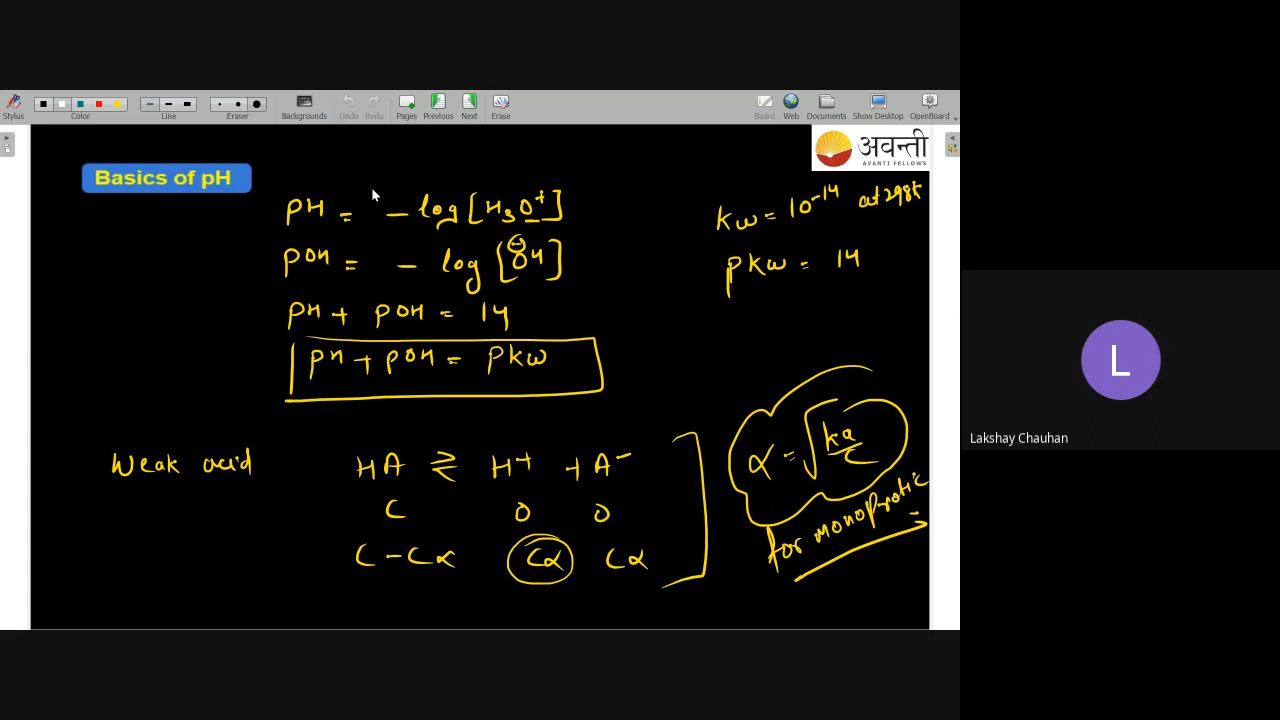 Stylus
Color
Line
Eraser
Backgrounds
Undo
Redo
Pages
Previous
Next
Erase
Board
Web
Documents
Show Desktop
OpenBoard
अवन्ती
AVANTI FELLOWS
Basics of pH
PH = - log [H₃O⁺]
POH = - log [OH⊖]
PH + POH = 14
PH + POH = PKw
Kw = 10⁻¹⁴ at 298k
PKw = 14
Weak acid
HA ⇌ H⁺ + A⁻
C 0 0
C - Cα Cα Cα
α = √ka/C
for monoprotic
L
Lakshay Chauhan